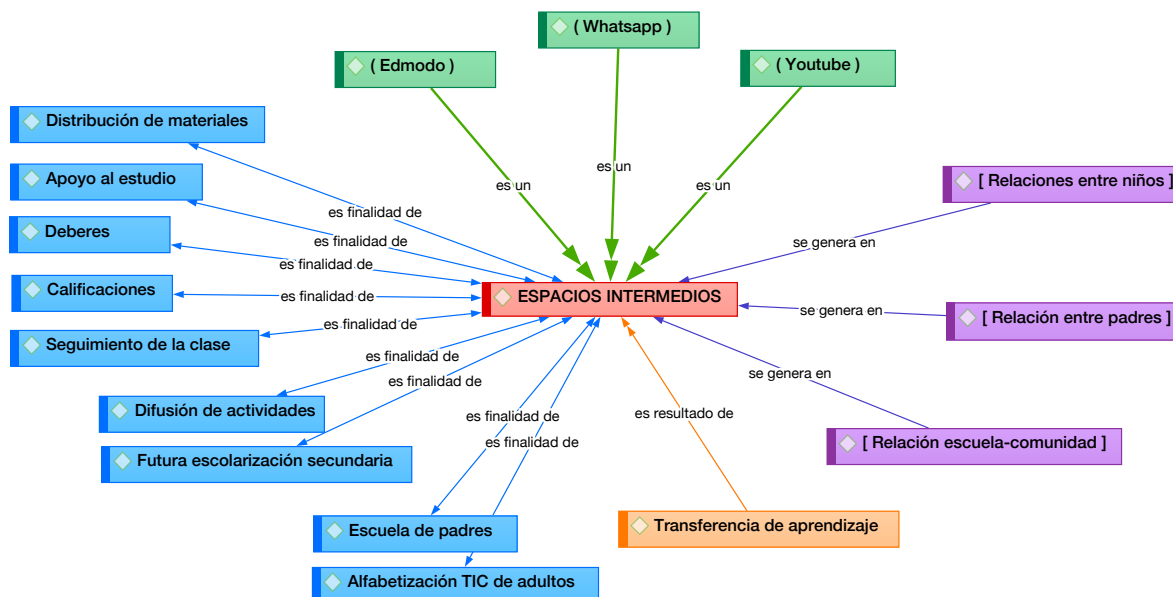 ( Whatsapp )
( Edmodo )
( Youtube )
Distribución de materiales
es un
es un
es un
Apoyo al estudio
[ Relaciones entre niños ]
es finalidad de
Deberes
es finalidad de
se genera en
es finalidad de
Calificaciones
es finalidad de
ESPACIOS INTERMEDIOS
se genera en
[ Relación entre padres ]
es finalidad de
Seguimiento de la clase
es finalidad de
se genera en
es finalidad de
Difusión de actividades
es finalidad de
es resultado de
es finalidad de
[ Relación escuela-comunidad ]
Futura escolarización secundaria
Escuela de padres
Transferencia de aprendizaje
Alfabetización TIC de adultos